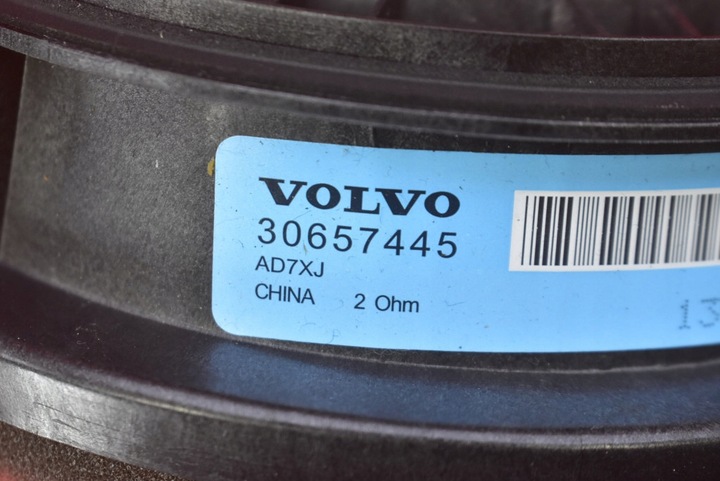 VOLVO
30657445
AD7XJ
CHINA 2 Ohm